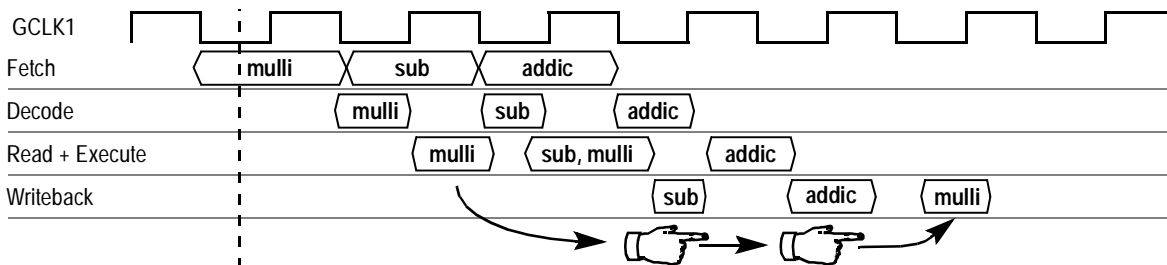 GCLK1
Fetch mulli sub addic
Decode mulli sub addic
Read + Execute mulli sub, mulli addic
Writeback sub addic mulli